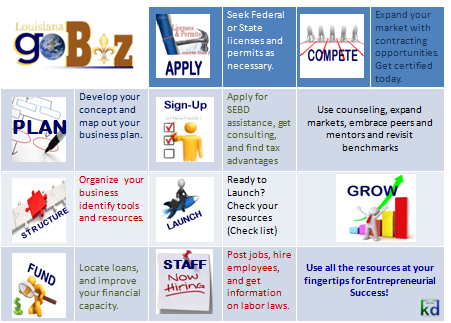 Louisiana
goBiz
Licenses
& Permits
APPLY
Seek Federal
or State
licenses and
permits as
necessary.
COMPETE
Expand your
market with
contracting
opportunities.
Get certified
today.
PLAN
Develop your
concept and
map out your
business plan.
Sign-Up
CHECKLIST
Apply for
SEBD
assistance, get
consulting,
and find tax
advantages
Use counseling, expand
markets, embrace peers and
mentors and revisit
benchmarks
STRUCTURE
Organize your
business
identify tools
and resources.
LAUNCH
Ready to
Launch?
Check your
resources
(Check list)
GROW
FUND
Locate loans,
and improve
your financial
capacity.
STAFF
Now
Hiring
Post jobs, hire
employees,
and get
information
on labor laws.
Use all the resources at your
fingertips for Entrepreneurial
Success!
kd